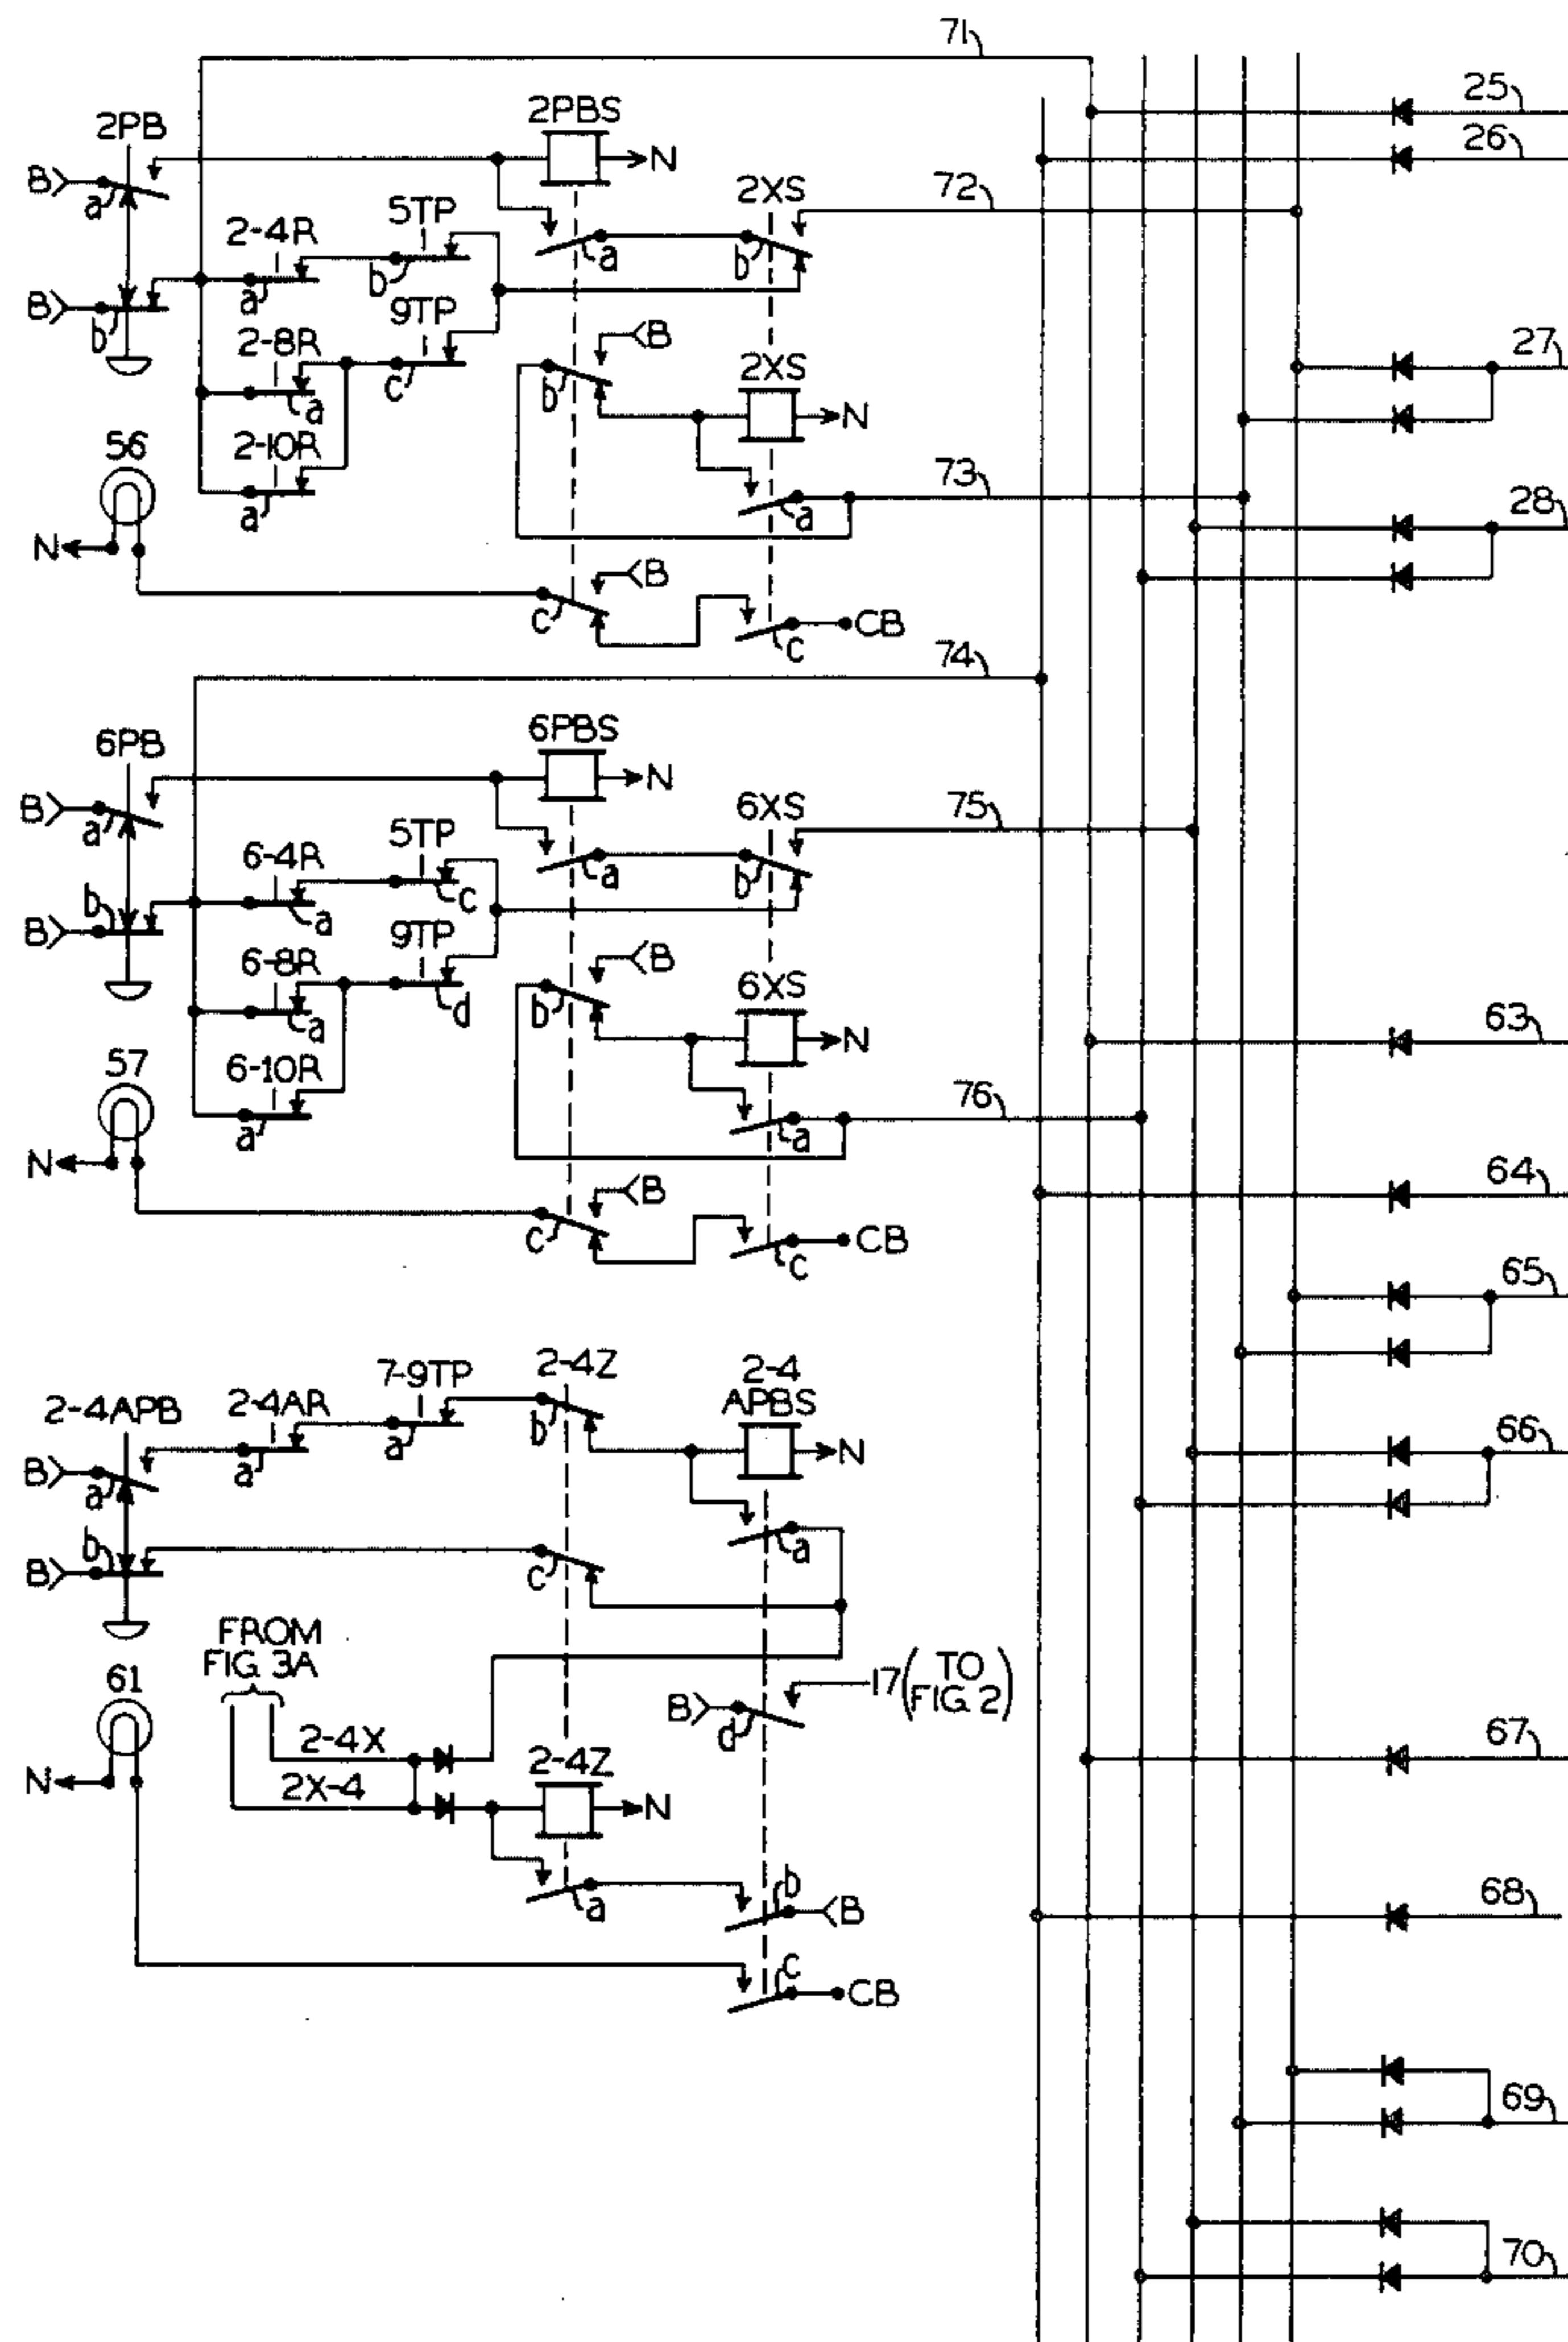 71
25
2PB
2PBS
26
B
N
a
72
2XS
5TP
2-4R
a
b
b
a
B
9TP
b
B
27
2-8R
2XS
b
c
a
N
56
2-10R
73
a
28
a
N
B
c
CB
c
74
6PBS
6PB
N
B
75
6XS
a
5TP
6-4R
a
b
b
c
a
B
9TP
B
6-8R
6XS
b
a
d
63
N
57
6-10R
76
a
a
N
64
B
c
CB
c
65
2-4Z
2-4
APBS
7-9TP
2-4APB
2-4AR
b
66
N
B
a
a
a
b
a
B
c
FROM
FIG 3A
61
17 (TO
FIG. 2)
B
d
67
2-4X
2-4Z
N
2X-4
N
b
68
a
B
c
CB
69
70